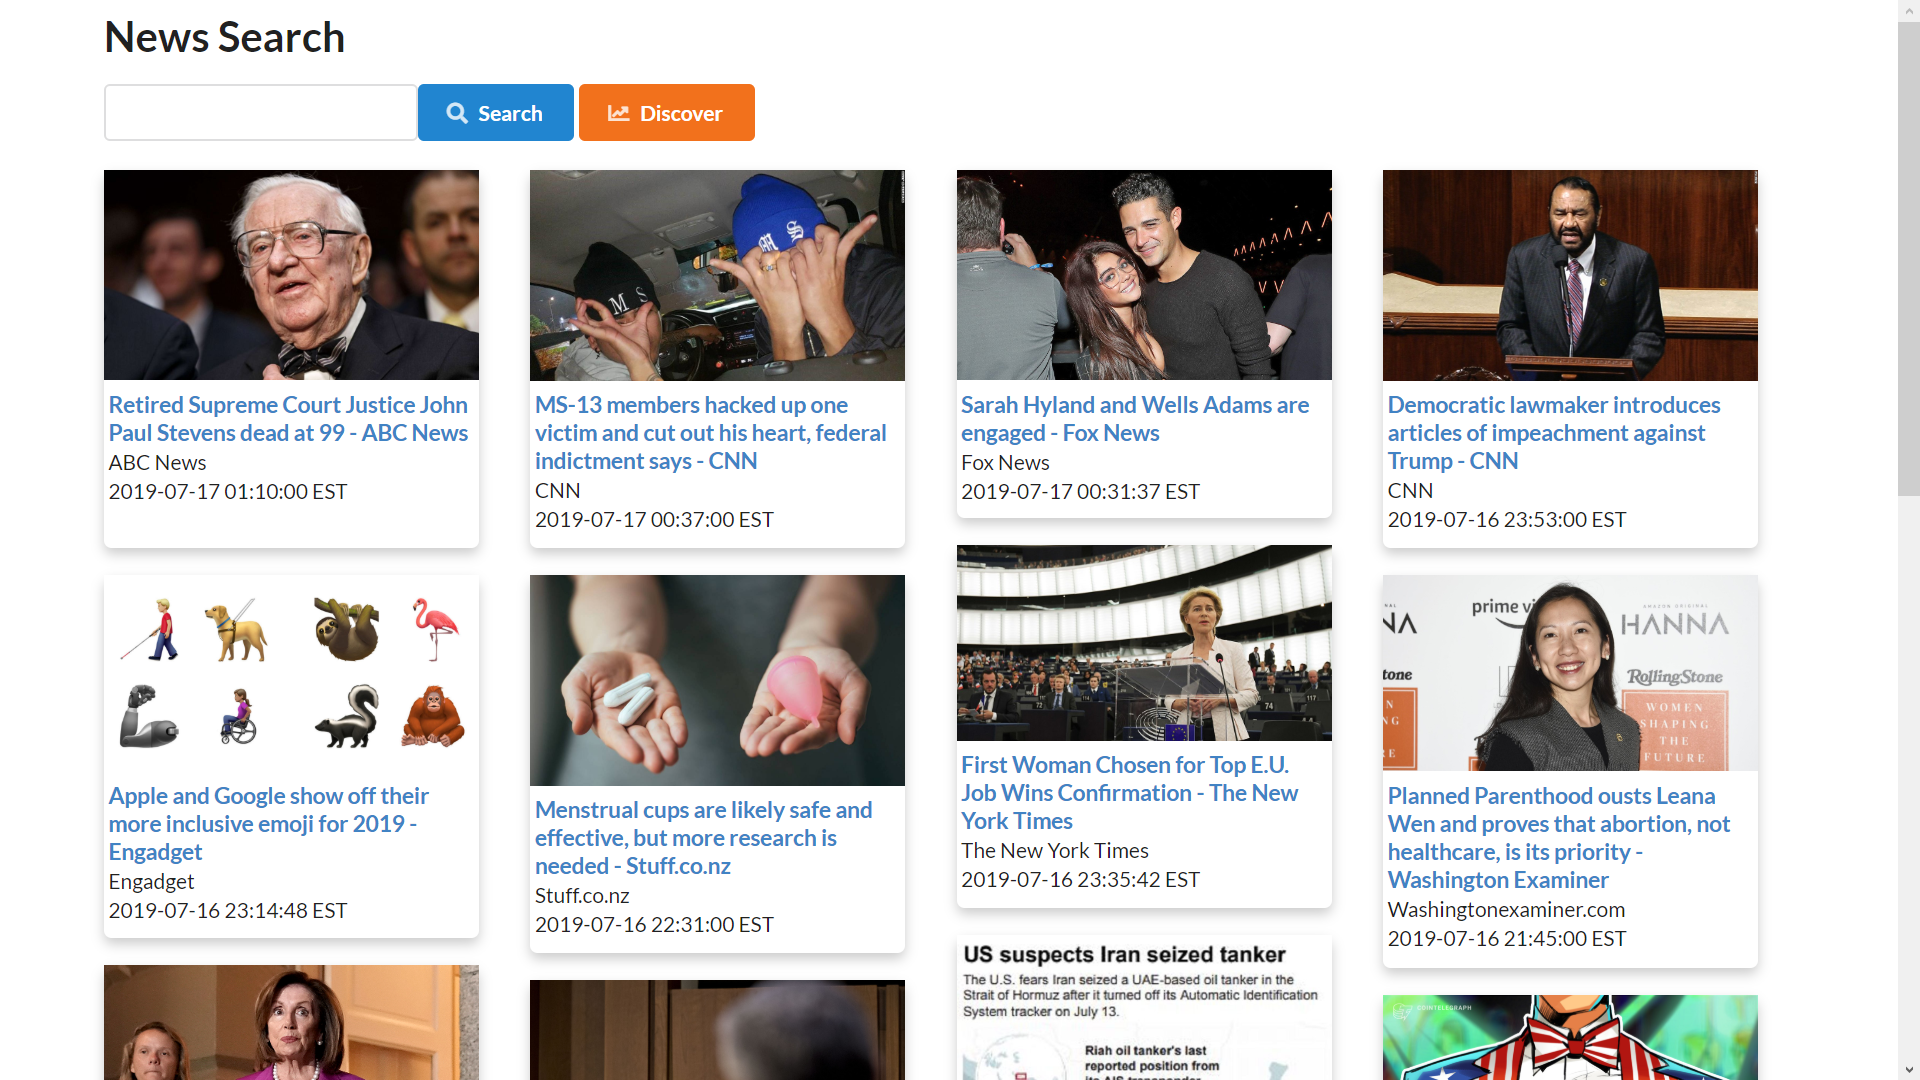 News Search
Search
Discover
Retired Supreme Court Justice John
Paul Stevens dead at 99 - ABC News
ABC News
2019-07-17 01:10:00 EST
M S
MS-13 members hacked up one
victim and cut out his heart, federal
indictment says - CNN
CNN
2019-07-17 00:37:00 EST
Sarah Hyland and Wells Adams are
engaged - Fox News
Fox News
2019-07-17 00:31:37 EST
Democratic lawmaker introduces
articles of impeachment against
Trump - CNN
CNN
2019-07-16 23:53:00 EST
Apple and Google show off their
more inclusive emoji for 2019 -
Engadget
Engadget
2019-07-16 23:14:48 EST
Menstrual cups are likely safe and
effective, but more research is
needed - Stuff.co.nz
Stuff.co.nz
2019-07-16 22:31:00 EST
First Woman Chosen for Top E.U.
Job Wins Confirmation - The New
York Times
The New York Times
2019-07-16 23:35:42 EST
prime vi
HANNA
RollingStone
WOMEN
SHAPING
THE
FUTURE
Planned Parenthood ousts Leana
Wen and proves that abortion, not
healthcare, is its priority -
Washington Examiner
Washingtonexaminer.com
2019-07-16 21:45:00 EST
US suspects Iran seized tanker
The U.S. fears Iran seized a UAE-based oil tanker in the
Strait of Hormuz after it turned off its Automatic Identification
System tracker on July 13.
Riah oil tanker's last
reported position from
COINTELEGRAPH